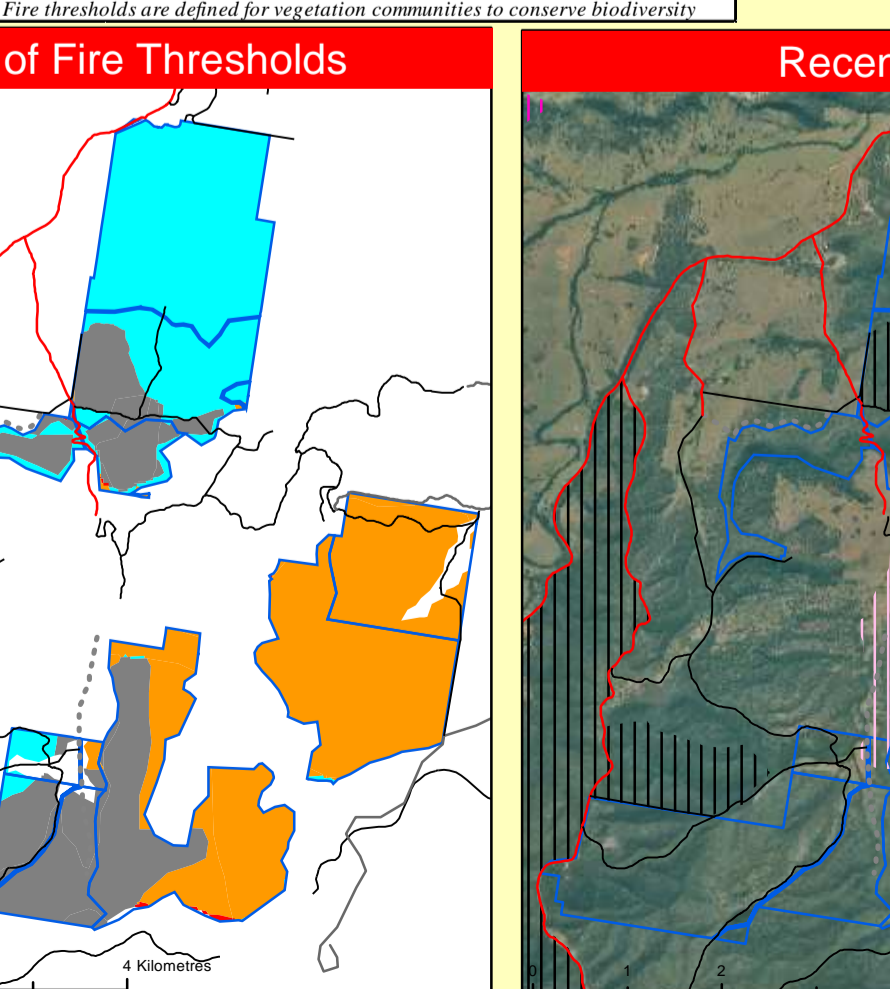 Fire thresholds are defined for vegetation communities to conserve biodiversity
of Fire Thresholds
Recen
4 Kilometres
0 1 2